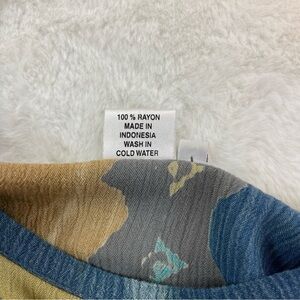 100 % RAYON
MADE IN
INDONESIA
WASH IN
COLD WATER